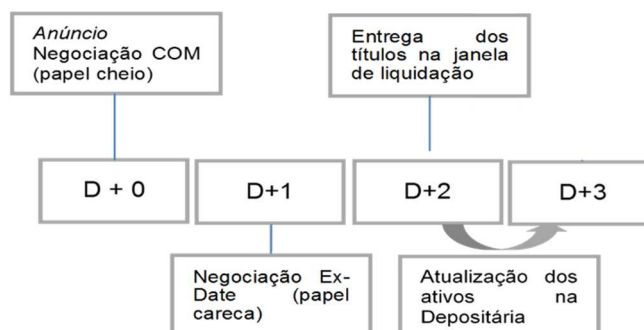 Anúncio
Negociação COM
(papel cheio)
Entrega dos
títulos na janela
de liquidação
D + 0
D+1
D+2
D+3
Negociação Ex-
Date (papel
careca)
Atualização dos
ativos na
Depositária